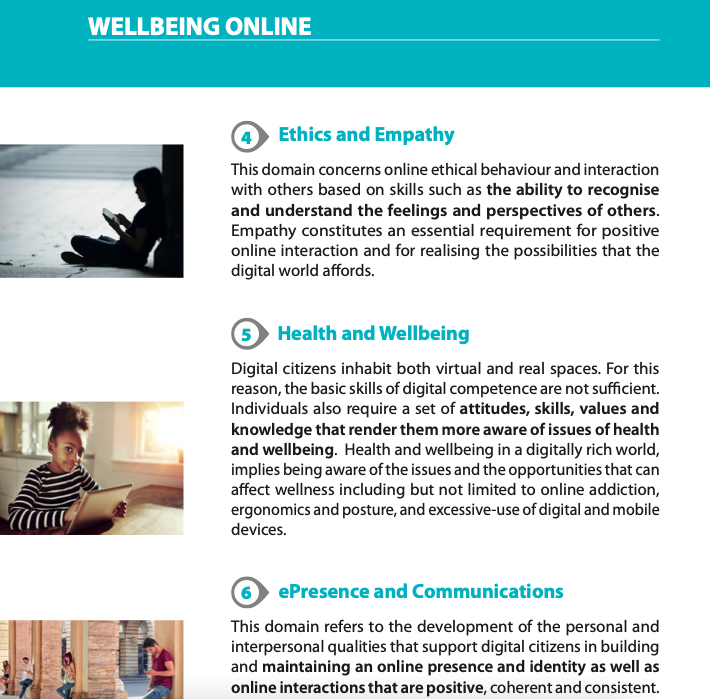 WELLBEING ONLINE
4 Ethics and Empathy
This domain concerns online ethical behaviour and interaction
with others based on skills such as the ability to recognise
and understand the feelings and perspectives of others.
Empathy constitutes an essential requirement for positive
online interaction and for realising the possibilities that the
digital world affords.
5 Health and Wellbeing
Digital citizens inhabit both virtual and real spaces. For this
reason, the basic skills of digital competence are not sufficient.
Individuals also require a set of attitudes, skills, values and
knowledge that render them more aware of issues of health
and wellbeing.  Health and wellbeing in a digitally rich world,
implies being aware of the issues and the opportunities that can
affect wellness including but not limited to online addiction,
ergonomics and posture, and excessive-use of digital and mobile
devices.
6 ePresence and Communications
This domain refers to the development of the personal and
interpersonal qualities that support digital citizens in building
and maintaining an online presence and identity as well as
online interactions that are positive, coherent and consistent.